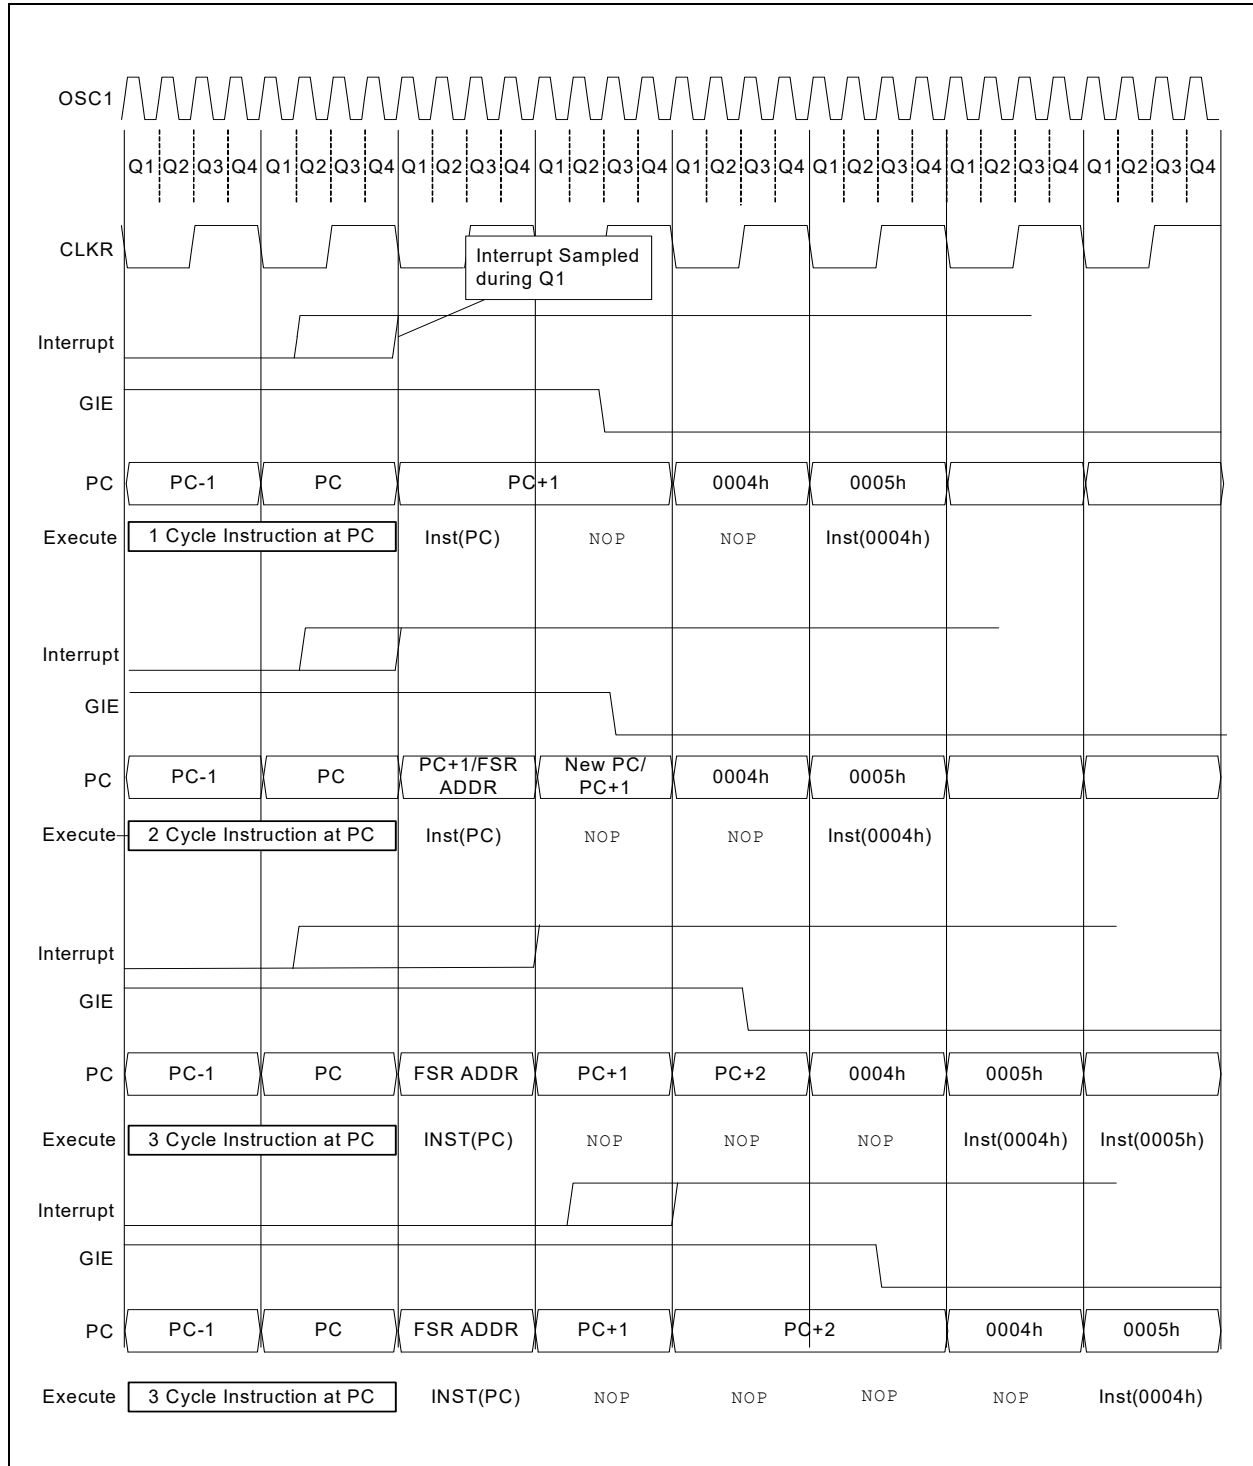 OSC1
Q1 Q2 Q3 Q4 Q1 Q2 Q3 Q4 Q1 Q2 Q3 Q4 Q1 Q2 Q3 Q4 Q1 Q2 Q3 Q4 Q1 Q2 Q3 Q4 Q1 Q2 Q3 Q4 Q1 Q2 Q3 Q4
CLKR
Interrupt Sampled
during Q1
Interrupt
GIE
PC PC-1 PC PC+1 0004h 0005h
Execute 1 Cycle Instruction at PC Inst(PC) NOP NOP Inst(0004h)
Interrupt
GIE
PC PC-1 PC PC+1/FSR ADDR New PC/ PC+1 0004h 0005h
Execute 2 Cycle Instruction at PC Inst(PC) NOP NOP Inst(0004h)
Interrupt
GIE
PC PC-1 PC FSR ADDR PC+1 PC+2 0004h 0005h
Execute 3 Cycle Instruction at PC INST(PC) NOP NOP NOP Inst(0004h) Inst(0005h)
Interrupt
GIE
PC PC-1 PC FSR ADDR PC+1 PC+2 0004h 0005h
Execute 3 Cycle Instruction at PC INST(PC) NOP NOP NOP NOP Inst(0004h)